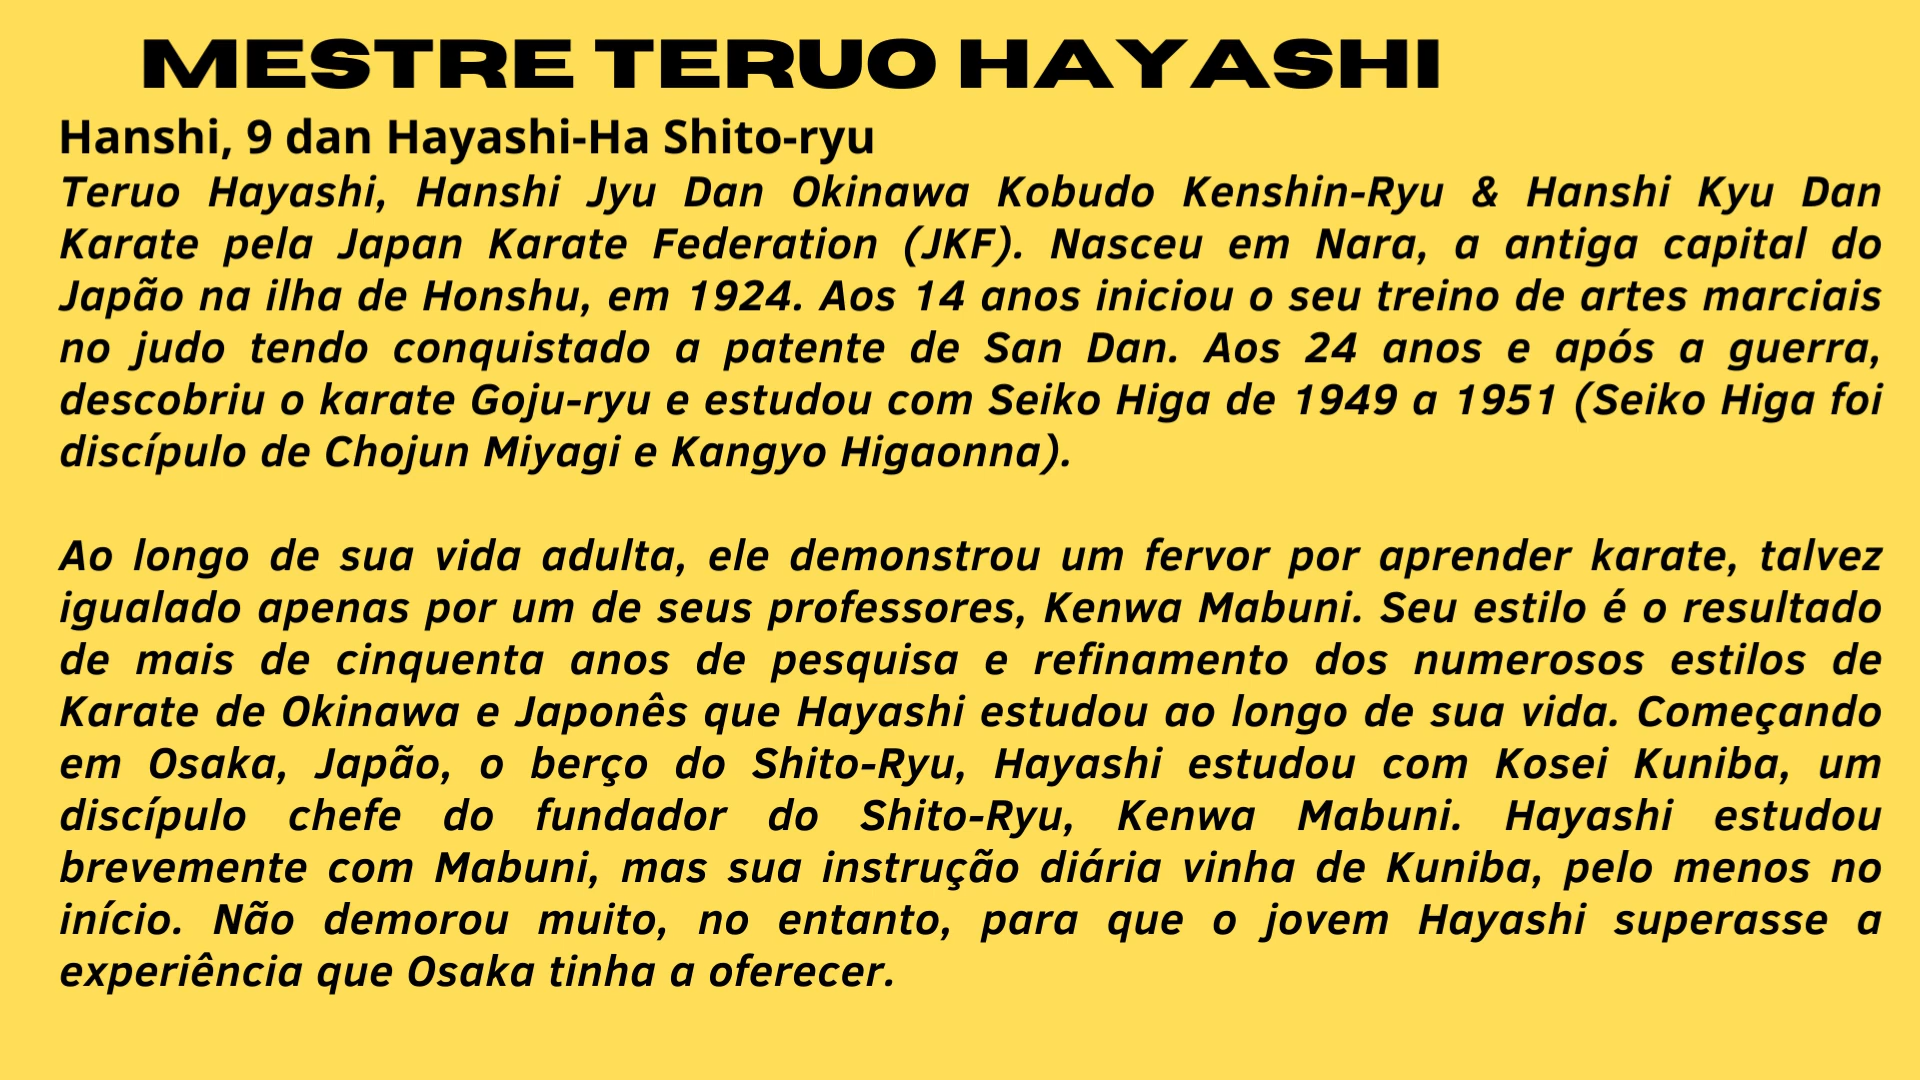 MESTRE TERUO HAYASHI
Hanshi, 9 dan Hayashi-Ha Shito-ryu
Teruo Hayashi, Hanshi Jyu Dan Okinawa Kobudo Kenshin-Ryu & Hanshi Kyu Dan
Karate pela Japan Karate Federation (JKF). Nasceu em Nara, a antiga capital do
Japão na ilha de Honshu, em 1924. Aos 14 anos iniciou o seu treino de artes marciais
no judo tendo conquistado a patente de San Dan. Aos 24 anos e após a guerra,
descobriu o karate Goju-ryu e estudou com Seiko Higa de 1949 a 1951 (Seiko Higa foi
discípulo de Chojun Miyagi e Kangyo Higaonna).
Ao longo de sua vida adulta, ele demonstrou um fervor por aprender karate, talvez
igualado apenas por um de seus professores, Kenwa Mabuni. Seu estilo é o resultado
de mais de cinquenta anos de pesquisa e refinamento dos numerosos estilos de
Karate de Okinawa e Japonês que Hayashi estudou ao longo de sua vida. Começando
em Osaka, Japão, o berço do Shito-Ryu, Hayashi estudou com Kosei Kuniba, um
discípulo chefe do fundador do Shito-Ryu, Kenwa Mabuni. Hayashi estudou
brevemente com Mabuni, mas sua instrução diária vinha de Kuniba, pelo menos no
início. Não demorou muito, no entanto, para que o jovem Hayashi superasse a
experiência que Osaka tinha a oferecer.